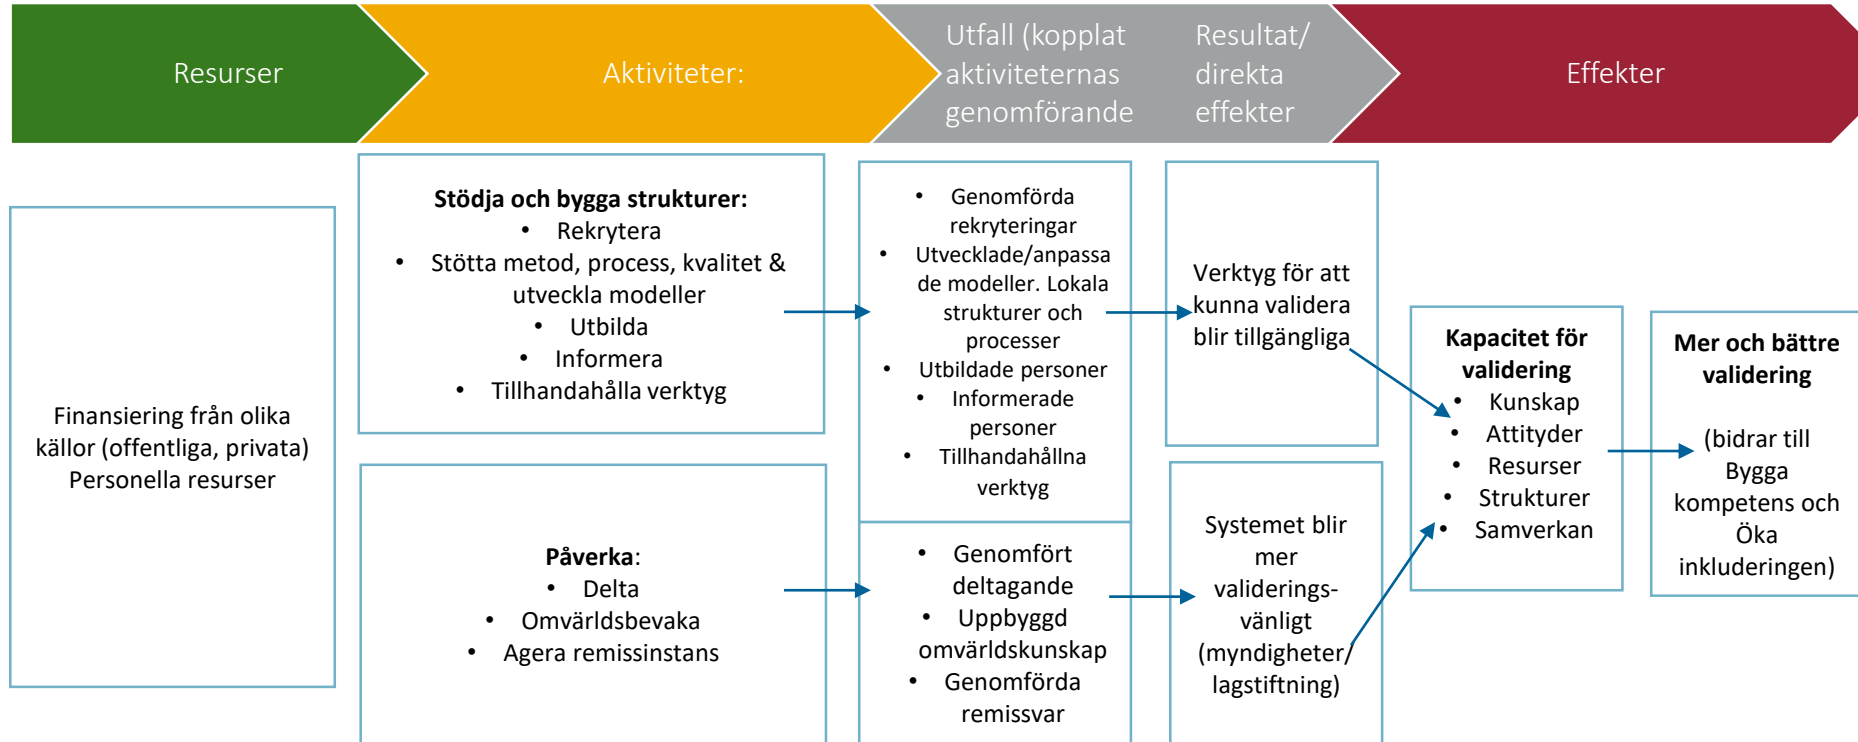 Resurser
Aktiviteter:
Utfall (kopplat
aktiviteternas
genomförande
Resultat/
direkta
effekter
Effekter
Finansiering från olika
källor (offentliga, privata)
Personella resurser
Stödja och bygga strukturer:
• Rekrytera
• Stötta metod, process, kvalitet &
utveckla modeller
• Utbilda
• Informera
• Tillhandahålla verktyg
Påverka:
• Delta
• Omvärldsbevaka
• Agera remissinstans
• Genomförda
rekryteringar
• Utvecklade/anpassa
de modeller. Lokala
strukturer och
processer
• Utbildade personer
• Informerade
personer
• Tillhandahållna
verktyg
• Genomfört
deltagande
• Uppbyggd
omvärldskunskap
• Genomförda
remissvar
Verktyg för att
kunna validera
blir tillgängliga
Systemet blir
mer
validerings-
vänligt
(myndigheter/
lagstiftning)
Kapacitet för
validering
• Kunskap
• Attityder
• Resurser
• Strukturer
• Samverkan
Mer och bättre
validering
(bidrar till
Bygga
kompetens och
Öka
inkluderingen)